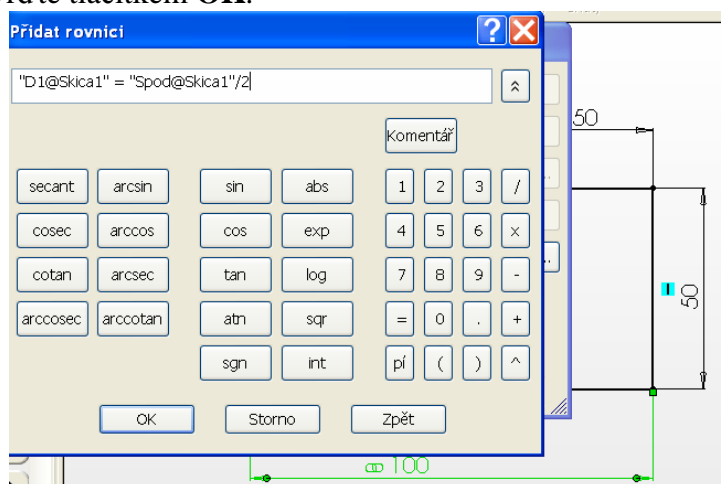 tlačítkem OK.
Přidat rovnici
"D1@Skica1" = "Spod@Skica1"/2
Komentář
secant arcsin sin abs 1 2 3 /
cosec arccos cos exp 4 5 6 ×
cotan arcsec tan log 7 8 9 -
arccosec arccotan atn sqr = 0 . +
sgn int pí ( ) ^
OK Storno Zpět
50
50
100